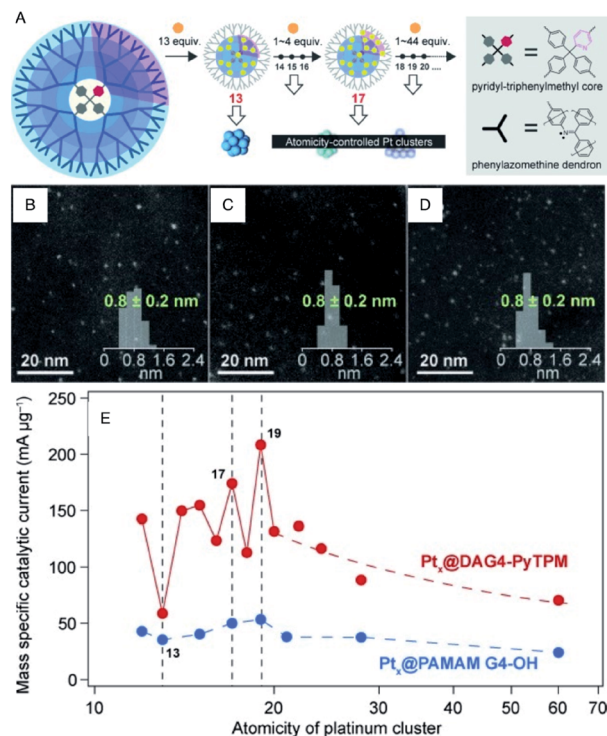 A
13 equiv.
1~4 equiv.
1~44 equiv.
14 15 16
18 19 20 ....
13
17
Atomicity-controlled Pt clusters
N
pyridyl-triphenylmethyl core
N
phenylazomethine dendron
B
0.8 ± 0.2 nm
20 nm
0 0.8 1.6 2.4
nm
C
0.8 ± 0.2 nm
20 nm
0 0.8 1.6 2.4
nm
D
0.8 ± 0.2 nm
20 nm
0 0.8 1.6 2.4
nm
E
Mass specific catalytic current (mA µg⁻¹)
250
200
150
100
50
0
17
19
13
Ptₓ@DAG4-PyTPM
Ptₓ@PAMAM G4-OH
10 20 30 40 50 60 70
Atomicity of platinum cluster